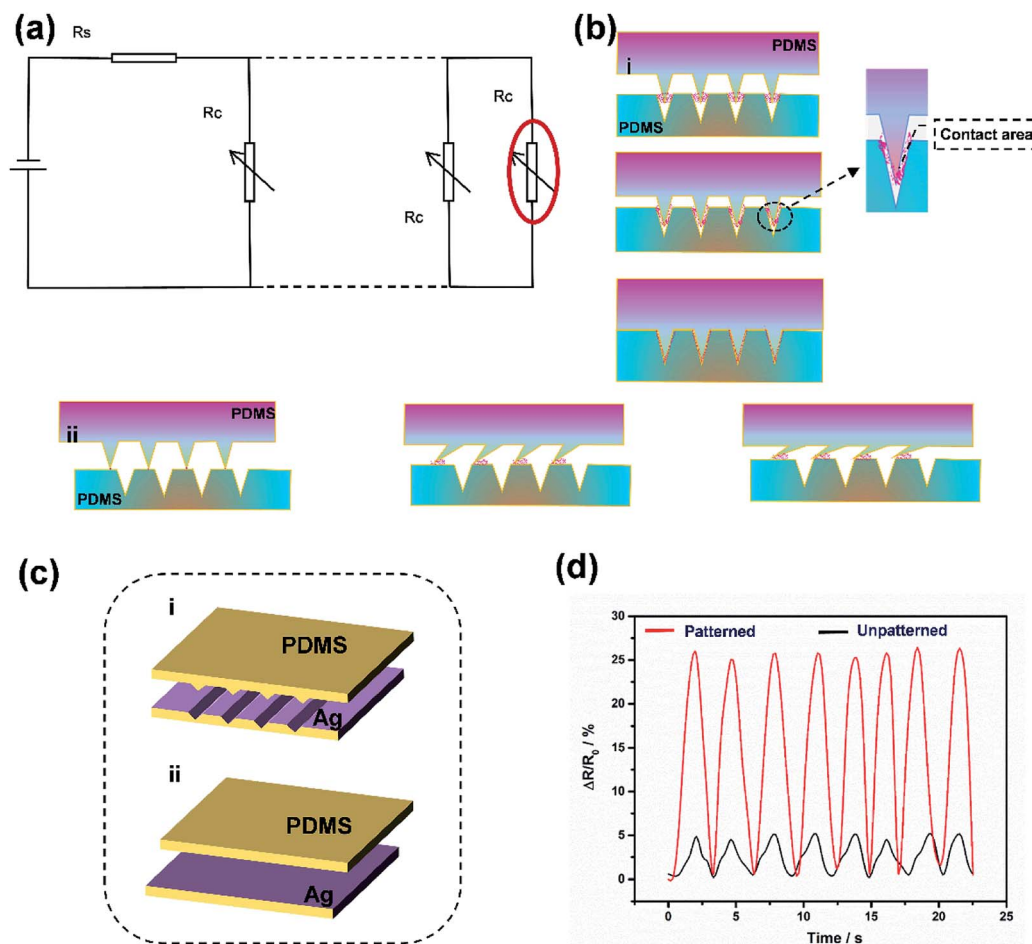 (a)
Rs
Rc
Rc
Rc
(b)
i
PDMS
PDMS
Contact area
ii
PDMS
PDMS
(c)
i
PDMS
Ag
ii
PDMS
Ag
(d)
Patterned
Unpatterned
30
25
20
15
10
5
0
ΔR/R0 / %
0
5
10
15
20
25
Time / s